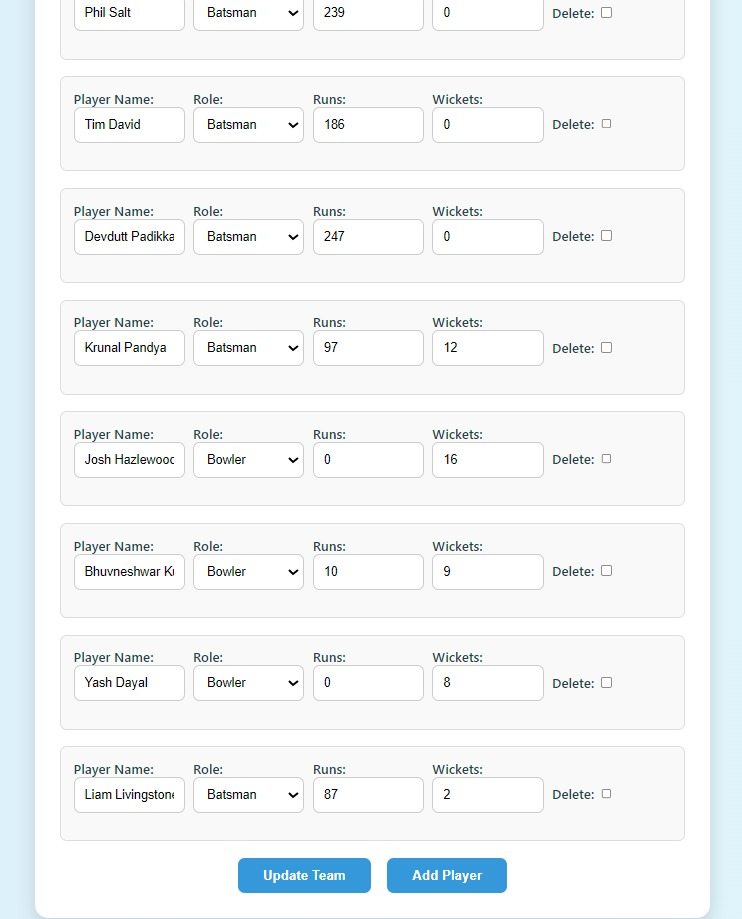 Phil Salt Batsman 239 0 Delete:
Player Name: Role: Runs: Wickets:
Tim David Batsman 186 0 Delete:
Player Name: Role: Runs: Wickets:
Devdutt Padikka Batsman 247 0 Delete:
Player Name: Role: Runs: Wickets:
Krunal Pandya Batsman 97 12 Delete:
Player Name: Role: Runs: Wickets:
Josh Hazlewood Bowler 0 16 Delete:
Player Name: Role: Runs: Wickets:
Bhuvneshwar Ku Bowler 10 9 Delete:
Player Name: Role: Runs: Wickets:
Yash Dayal Bowler 0 8 Delete:
Player Name: Role: Runs: Wickets:
Liam Livingstone Batsman 87 2 Delete:
Update Team Add Player